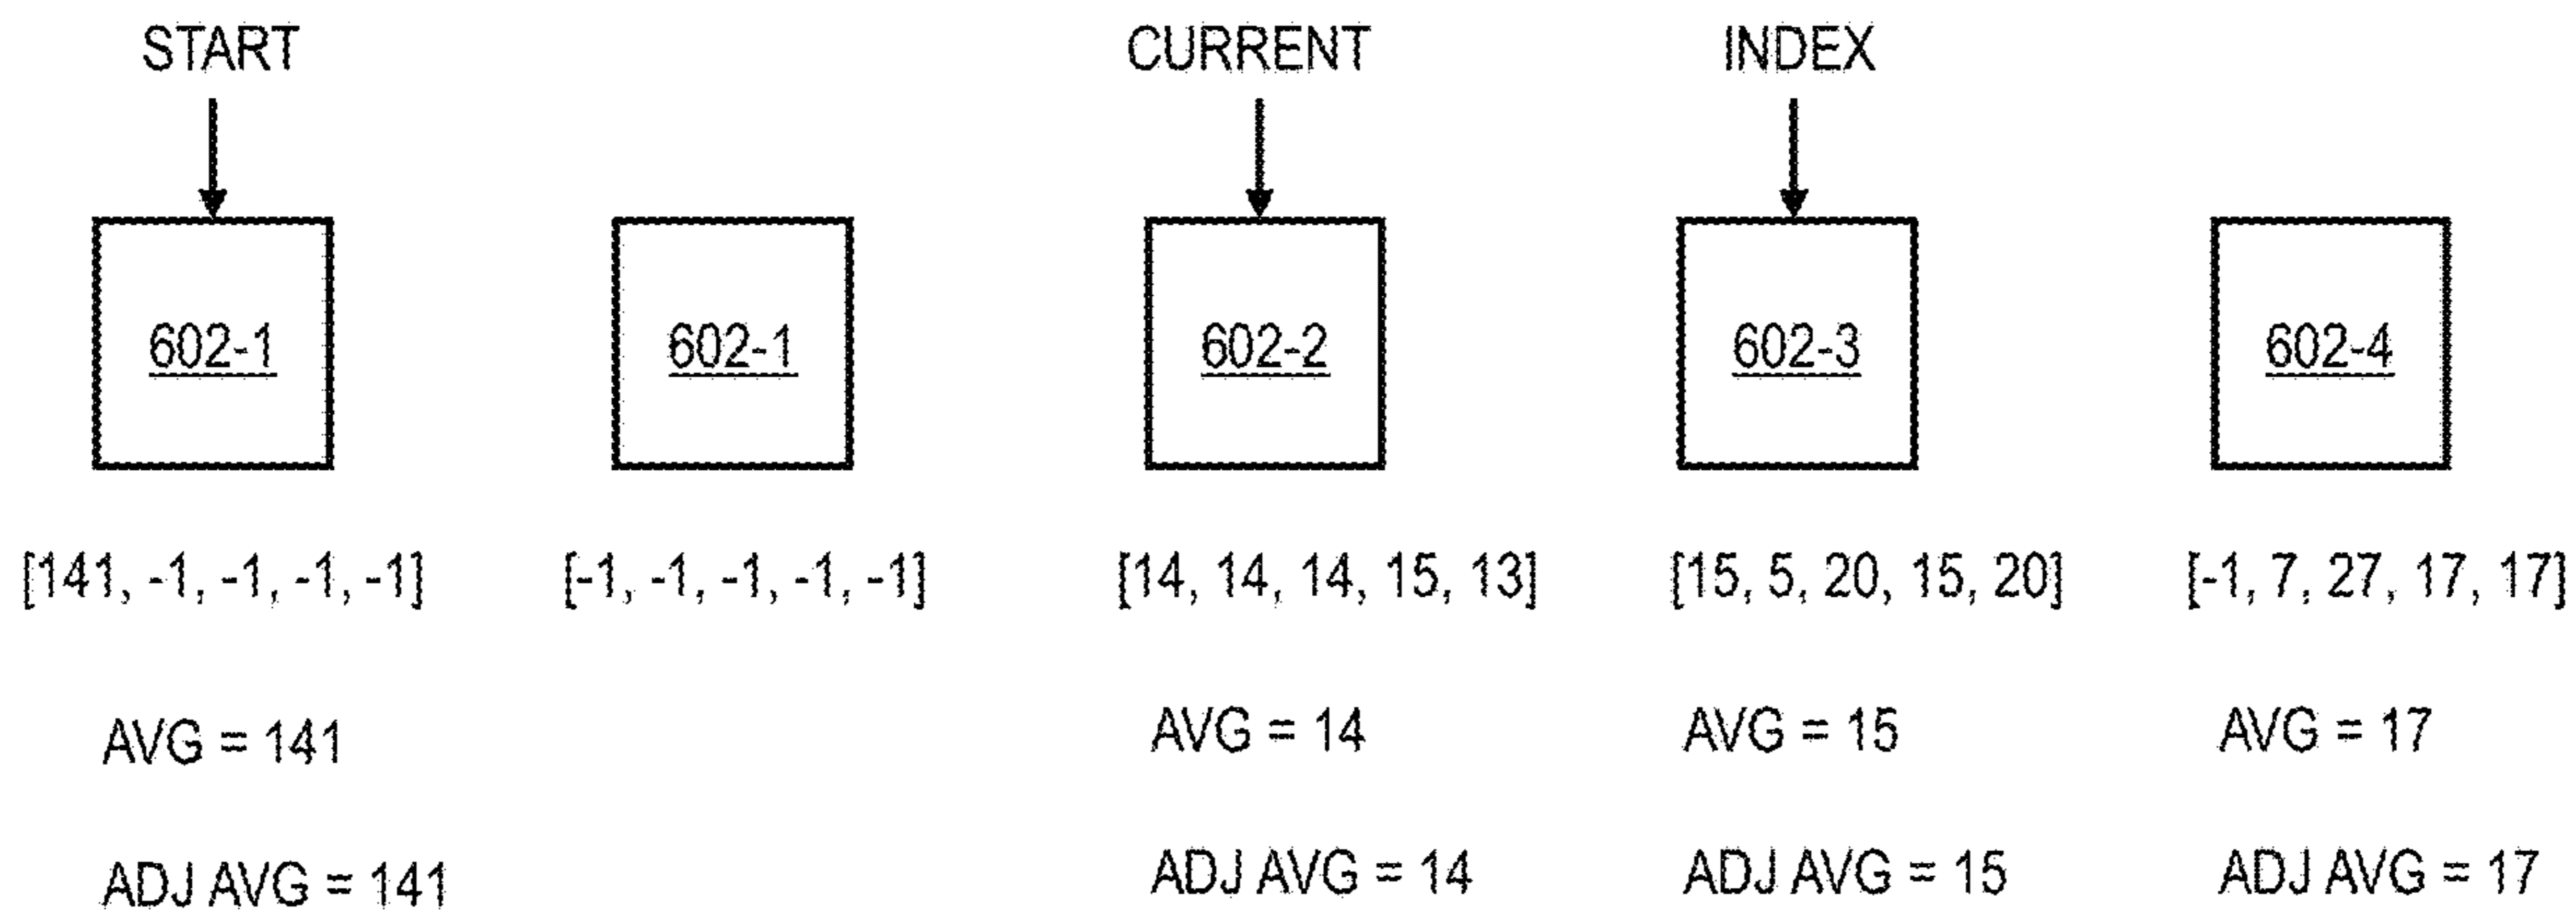 START CURRENT INDEX
602-1 602-1 602-2 602-3 602-4
[141, -1, -1, -1, -1] [-1, -1, -1, -1, -1] [14, 14, 14, 15, 13] [15, 5, 20, 15, 20] [-1, 7, 27, 17, 17]
AVG = 141 AVG = 14 AVG = 15 AVG = 17
ADJ AVG = 141 ADJ AVG = 14 ADJ AVG = 15 ADJ AVG = 17